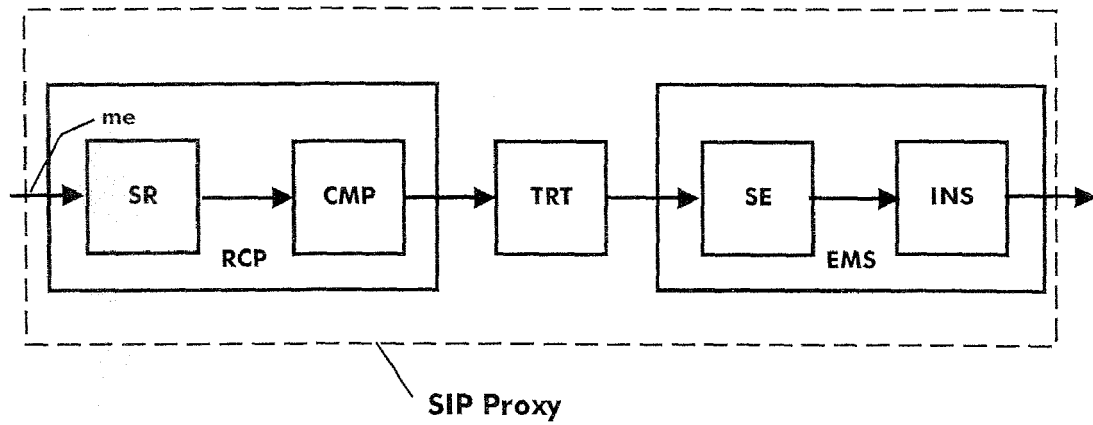 me
SR
CMP
TRT
SE
INS
RCP
EMS
SIP Proxy